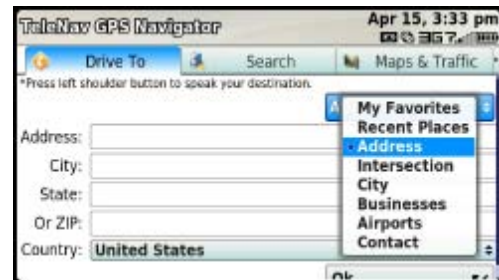 TeleNav GPS Navigator
Apr 15, 3:33 pm
Drive To
Search
Maps & Traffic
*Press left shoulder button to speak your destination.
My Favorites
Recent Places
Address
Intersection
City
Businesses
Airports
Contact
Address:
City:
State:
Or ZIP:
Country: United States
Ok